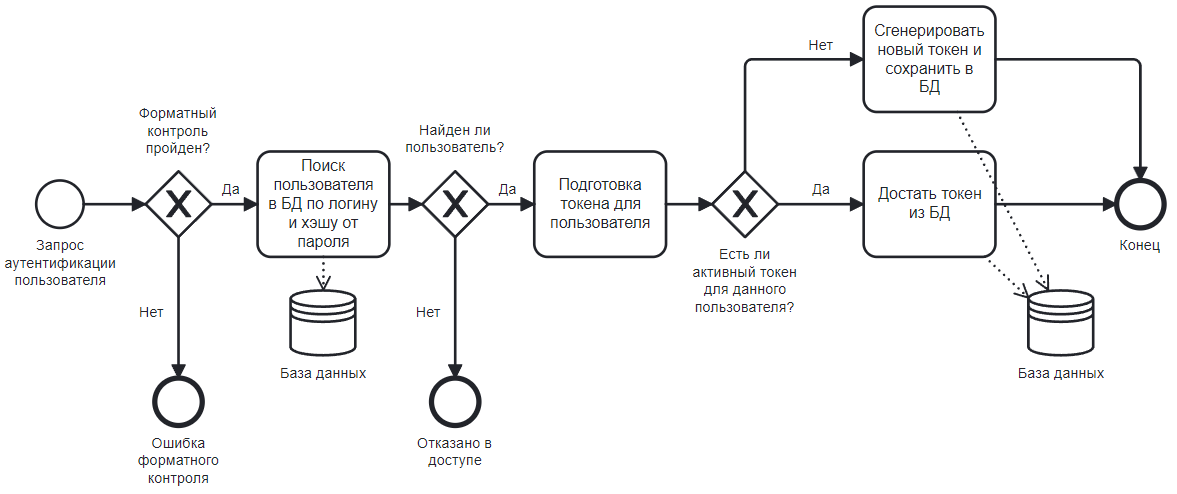 Запрос
аутентификации
пользователя
Форматный
контроль
пройден?
Да
Нет
Ошибка
форматного
контроля
Поиск
пользователя
в БД по логину
и хэшу от
пароля
База данных
Найден ли
пользователь?
Да
Нет
Отказано в
доступе
Подготовка
токена для
пользователя
Есть ли
активный токен
для данного
пользователя?
Нет
Сгенерировать
новый токен и
сохранить в
БД
Да
Достать токен
из БД
База данных
Конец